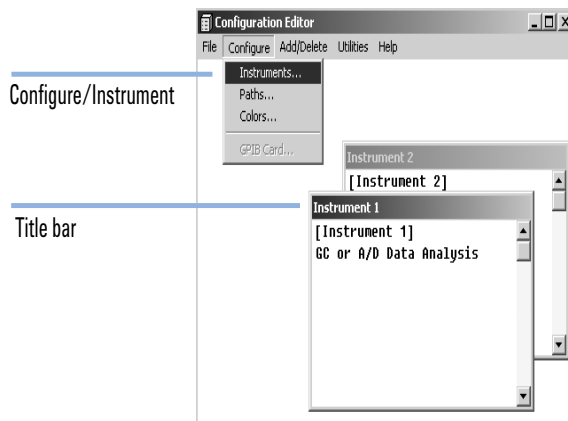 Configuration Editor
File Configure Add/Delete Utilities Help
Instruments...
Paths...
Colors...
GPIB Card...
Configure/Instrument
Instrument 2
[Instrument 2]
Title bar
Instrument 1
[Instrument 1]
GC or A/D Data Analysis